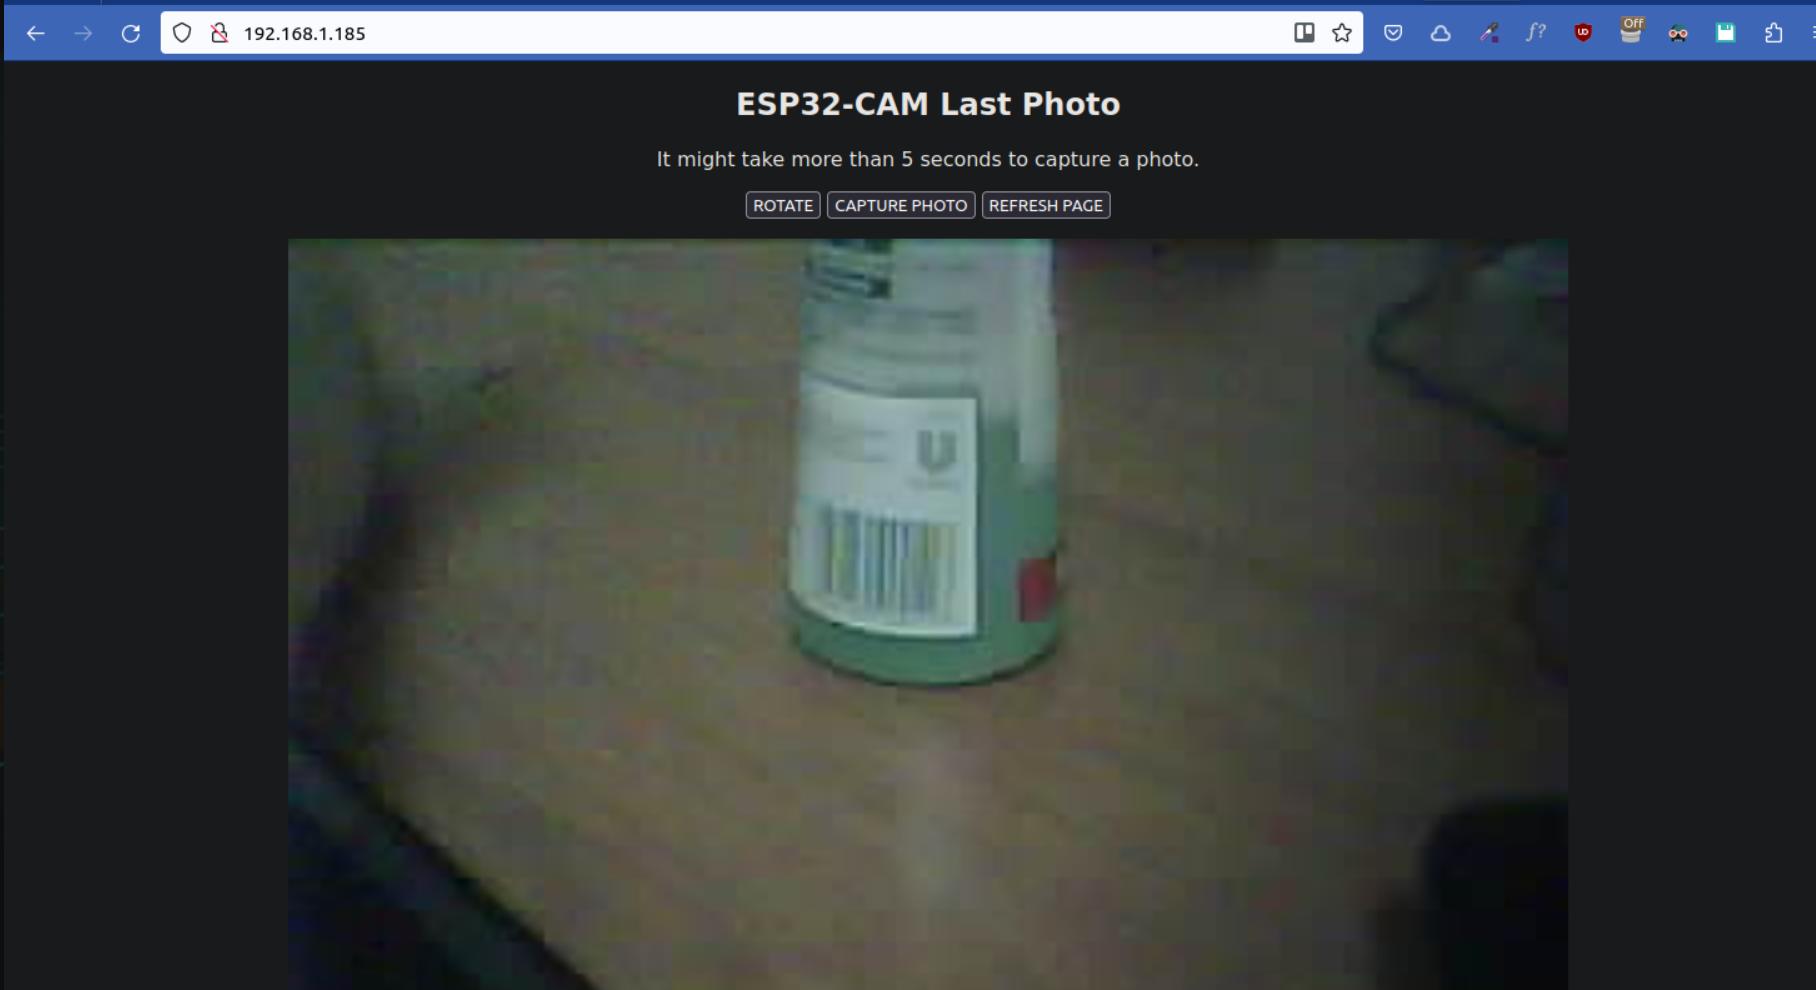 192.168.1.185
Off
ESP32-CAM Last Photo
It might take more than 5 seconds to capture a photo.
ROTATE CAPTURE PHOTO REFRESH PAGE